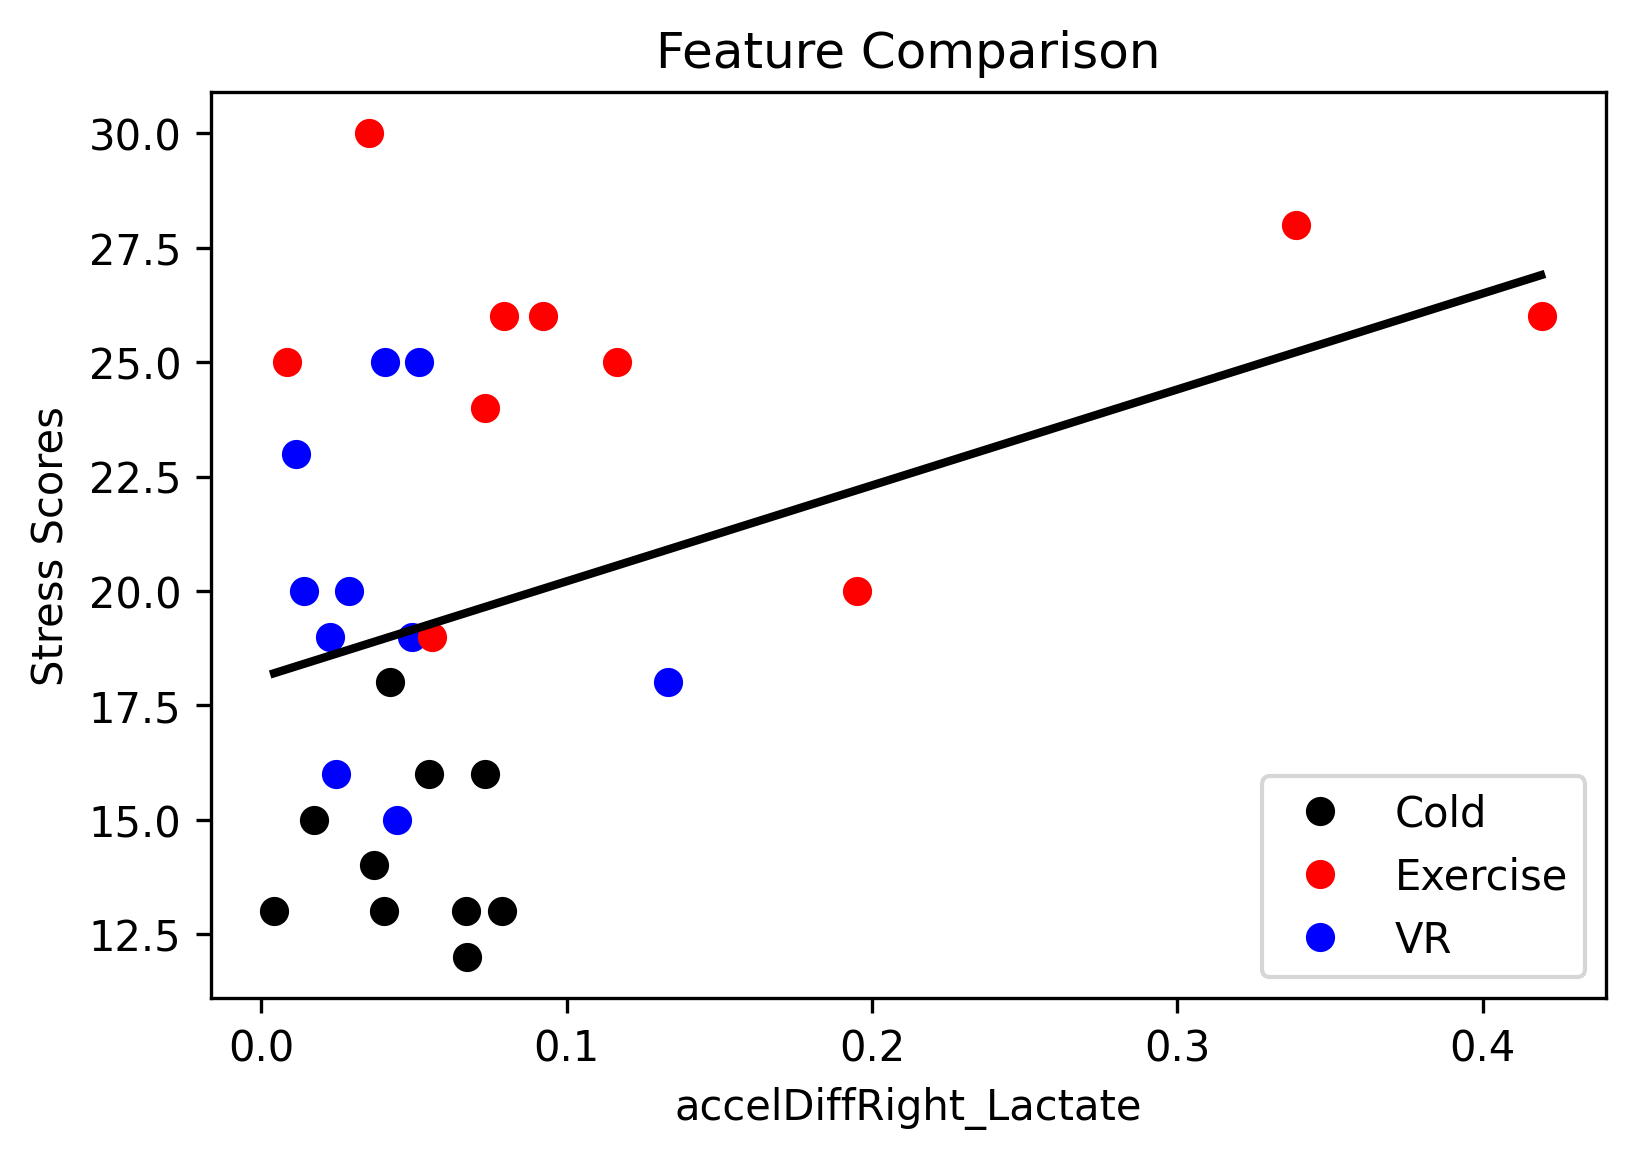 Feature Comparison
30.0
27.5
25.0
22.5
20.0
17.5
15.0
12.5
Stress Scores
Cold
Exercise
VR
0.0 0.1 0.2 0.3 0.4
accelDiffRight_Lactate